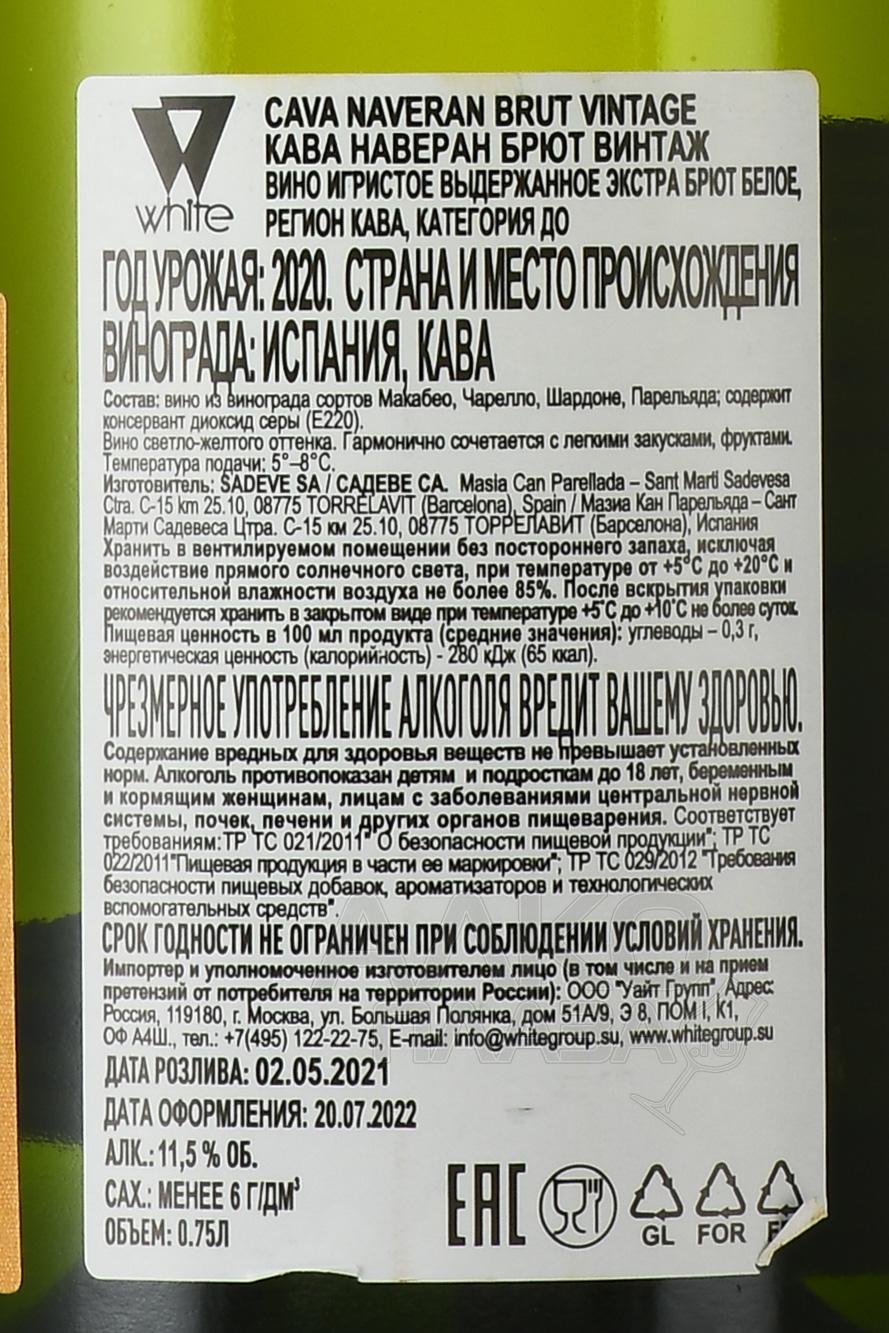 white
CAVA NAVERAN BRUT VINTAGE
КАВА НАВЕРАН БРЮТ ВИНТАЖ
ВИНО ИГРИСТОЕ ВЫДЕРЖАННОЕ ЭКСТРА БРЮТ БЕЛОЕ,
РЕГИОН КАВА, КАТЕГОРИЯ DO
ГОД УРОЖАЯ: 2020. СТРАНА И МЕСТО ПРОИСХОЖДЕНИЯ
ВИНОГРАДА: ИСПАНИЯ, КАВА
Состав: вино из винограда сортов Макабео, Чарелло, Шардоне, Парельяда; содержит
консервант диоксид серы (Е220).
Вино светло-желтого оттенка. Гармонично сочетается с легкими закусками, фруктами.
Температура подачи: 5°–8°С.
Изготовитель: SADEVE SA / САДЕВЕ СА. Masia Can Parellada – Sant Marti Sadevesa
Ctra. C-15 km 25.10, 08775 TORRELAVIT (Barcelona), Spain / Мазиа Кан Парельяда – Сант
Марти Садевеса Цтра. С-15 км 25.10, 08775 ТОРРЕЛАВИТ (Барселона), Испания
Хранить в вентилируемом помещении без постороннего запаха, исключая
воздействие прямого солнечного света, при температуре от +5°С до +20°С и
относительной влажности воздуха не более 85%. После вскрытия упаковки
рекомендуется хранить в закрытом виде при температуре +5°С до +10°С не более суток.
Пищевая ценность в 100 мл продукта (средние значения): углеводы – 0,3 г,
энергетическая ценность (калорийность) - 280 кДж (65 ккал).
ЧРЕЗМЕРНОЕ УПОТРЕБЛЕНИЕ АЛКОГОЛЯ ВРЕДИТ ВАШЕМУ ЗДОРОВЬЮ.
Содержание вредных для здоровья веществ не превышает установленных
норм. Алкоголь противопоказан детям и подросткам до 18 лет, беременным
и кормящим женщинам, лицам с заболеваниями центральной нервной
системы, почек, печени и других органов пищеварения. Соответствует
требованиям: ТР ТС 021/2011" О безопасности пищевой продукции"; ТР ТС
022/2011"Пищевая продукция в части ее маркировки"; ТР ТС 029/2012 "Требования
безопасности пищевых добавок, ароматизаторов и технологических
вспомогательных средств".
СРОК ГОДНОСТИ НЕ ОГРАНИЧЕН ПРИ СОБЛЮДЕНИИ УСЛОВИЙ ХРАНЕНИЯ.
Импортер и уполномоченное изготовителем лицо (в том числе и на прием
претензий от потребителя на территории России): ООО "Уайт Групп", Адрес:
Россия, 119180, г. Москва, ул. Большая Полянка, дом 51А/9, Э 8, ПОМ I, К1,
ОФ А4Ш., тел.: +7(495) 122-22-75, E-mail: info@whitegroup.su, www.whitegroup.su
ДАТА РОЗЛИВА: 02.05.2021
ДАТА ОФОРМЛЕНИЯ: 20.07.2022
АЛК.: 11,5 % ОБ.
САХ.: МЕНЕЕ 6 Г/ДМ³
ОБЪЕМ: 0.75Л
ЕАС
GL FOR